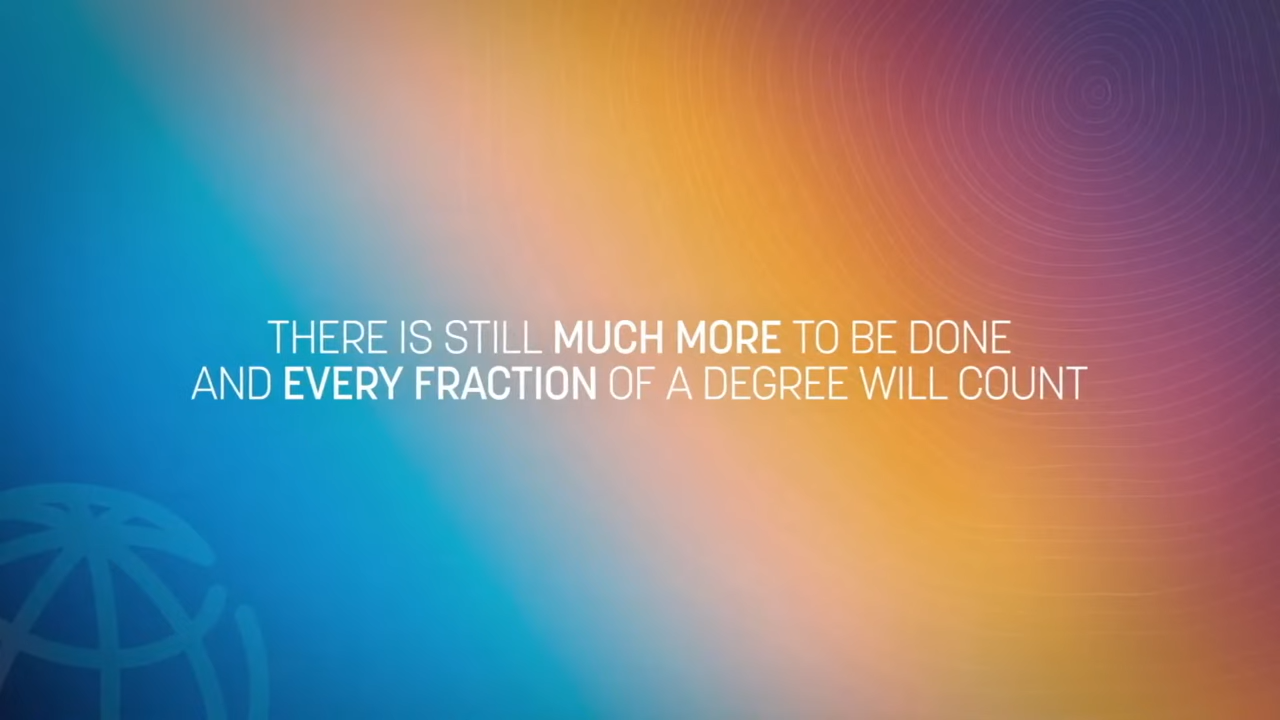 THERE IS STILL MUCH MORE TO BE DONE
AND EVERY FRACTION OF A DEGREE WILL COUNT